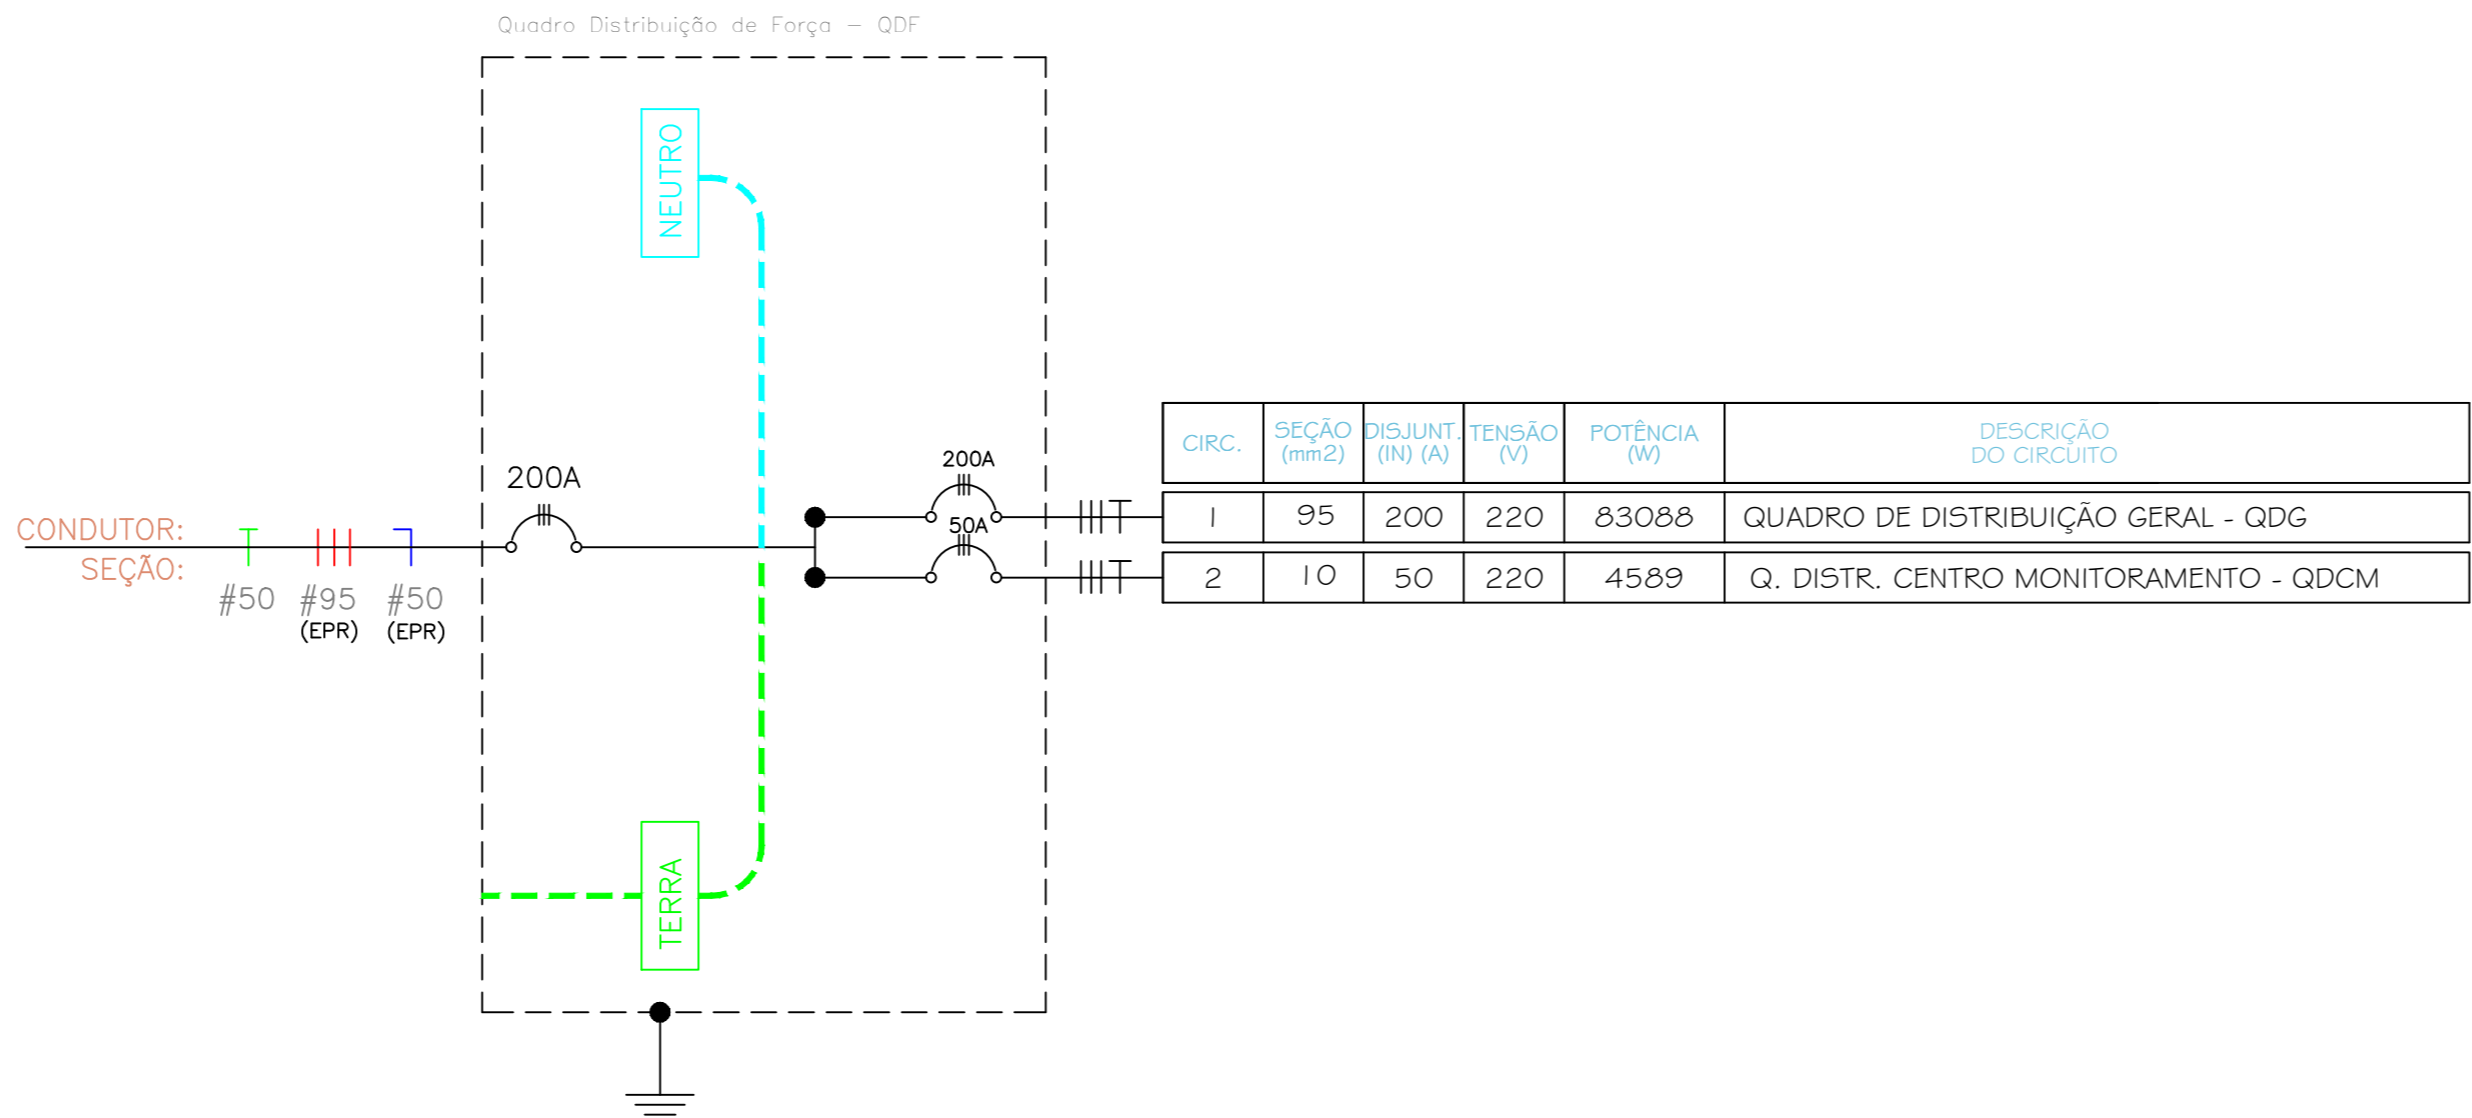 Quadro Distribuição de Força – QDF
NEUTRO
CONDUTOR:
SEÇÃO:
#50
#95
(EPR)
#50
(EPR)
200A
200A
50A
TERRA
CIRC. SEÇÃO (mm2) DISJUNT. (IN) (A) TENSÃO (V) POTÊNCIA (W) DESCRIÇÃO DO CIRCUITO
1 95 200 220 83088 QUADRO DE DISTRIBUIÇÃO GERAL - QDG
2 10 50 220 4589 Q. DISTR. CENTRO MONITORAMENTO - QDCM